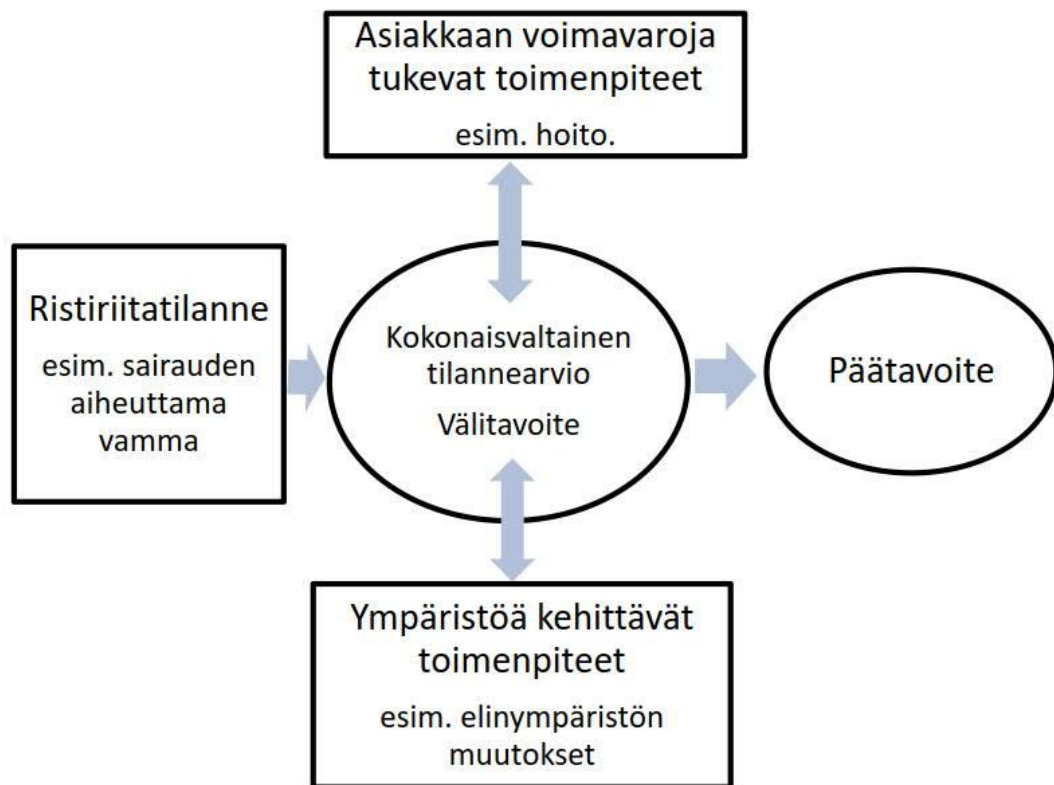 Asiakkaan voimavaroja
tukevat toimenpiteet
esim. hoito.
Ristiriitatilanne
esim. sairauden
aiheuttama
vamma
Kokonaisvaltainen
tilannearvio
Välitavoite
Päätavoite
Ympäristöä kehittävät
toimenpiteet
esim. elinympäristön
muutokset